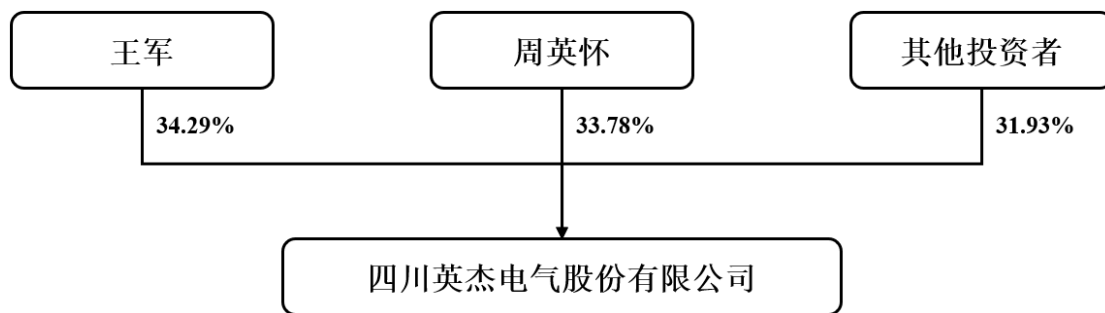 王军
周英怀
其他投资者
34.29%
33.78%
31.93%
四川英杰电气股份有限公司